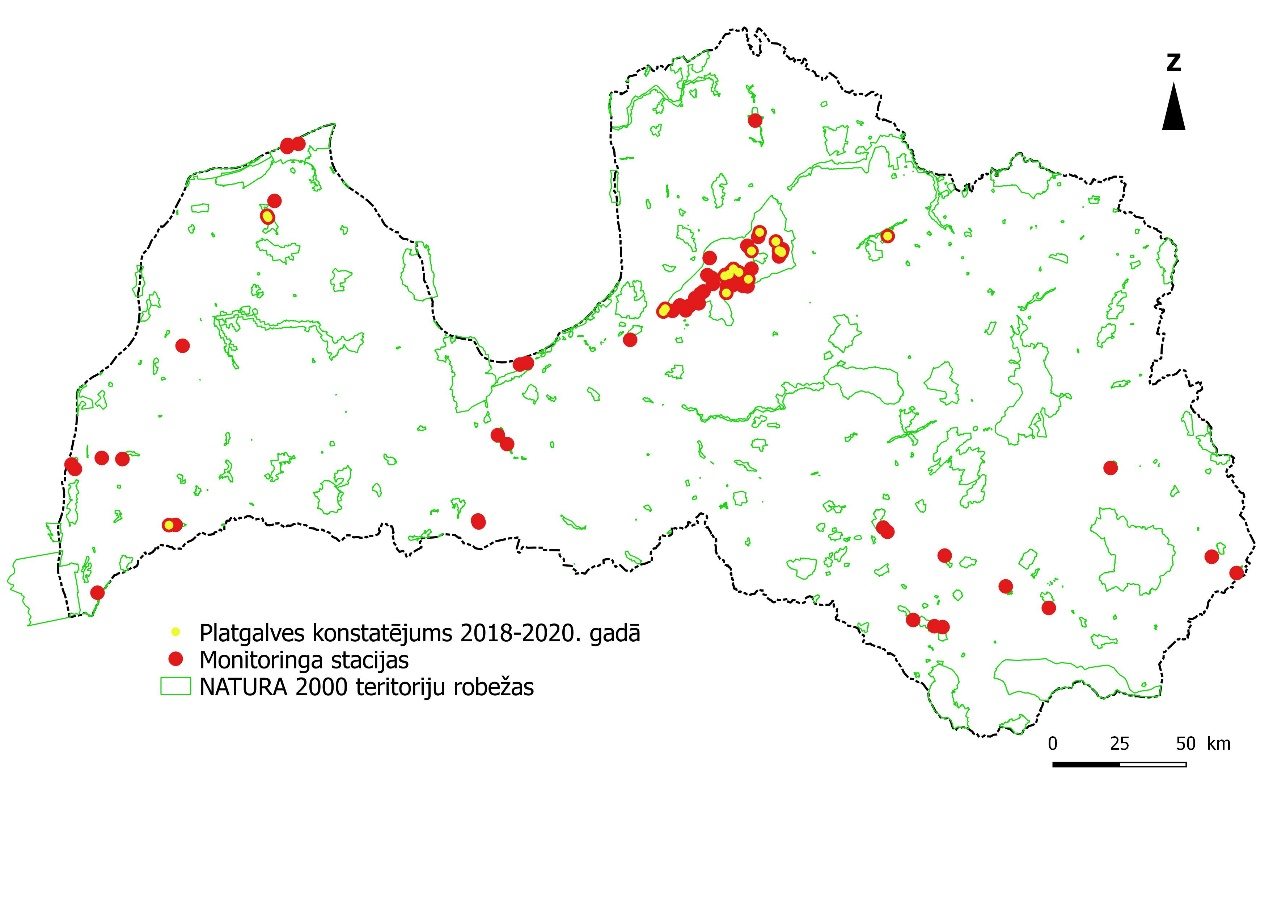 Z
Platgalves konstatējums 2018-2020. gadā
Monitoringa stacijas
NATURA 2000 teritoriju robežas
0 25 50 km